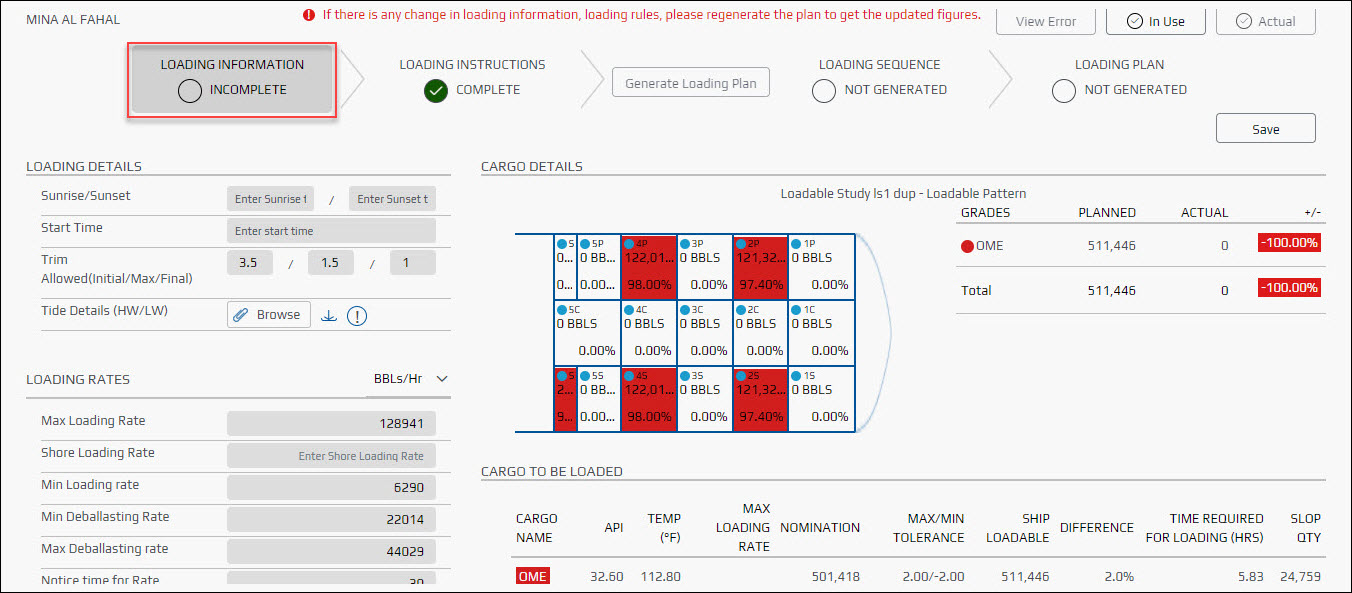 MINA AL FAHAL
If there is any change in loading information, loading rules, please regenerate the plan to get the updated figures.
View Error
In Use
Actual
LOADING INFORMATION
INCOMPLETE
LOADING INSTRUCTIONS
COMPLETE
Generate Loading Plan
LOADING SEQUENCE
NOT GENERATED
LOADING PLAN
NOT GENERATED
Save
LOADING DETAILS
Sunrise/Sunset
Enter Sunrise t / Enter Sunset t
Start Time
Enter start time
Trim
Allowed(Initial/Max/Final)
3.5 / 1.5 / 1
Tide Details (HW/LW)
Browse
LOADING RATES
BBLs/Hr
Max Loading Rate 128941
Shore Loading Rate Enter Shore Loading Rate
Min Loading rate 6290
Min Deballasting Rate 22014
Max Deballasting rate 44029
Notice time for Rate 30
CARGO DETAILS
Loadable Study ls1 dup - Loadable Pattern
S 5P 4P 3P 2P 1P
0... 0 BB... 122,01... 0 BBLS 121,32... 0 BBLS
0... 0.00... 98.00% 0.00% 97.40% 0.00%
5C 4C 3C 2C 1C
0 BBLS 0 BBLS 0 BBLS 0 BBLS 0 BBLS
0.00% 0.00% 0.00% 0.00% 0.00%
S 5S 4S 3S 2S 1S
2... 0 BB... 122,01... 0 BBLS 121,32... 0 BBLS
9... 0.00... 98.00% 0.00% 97.40% 0.00%
GRADES PLANNED ACTUAL +/-
OME 511,446 0 -100.00%
Total 511,446 0 -100.00%
CARGO TO BE LOADED
CARGO NAME
API
TEMP (°F)
MAX LOADING RATE
NOMINATION
MAX/MIN TOLERANCE
SHIP LOADABLE
DIFFERENCE
TIME REQUIRED FOR LOADING (HRS)
SLOP QTY
OME 32.60 112.80 501,418 2.00/-2.00 511,446 2.0% 5.83 24,759